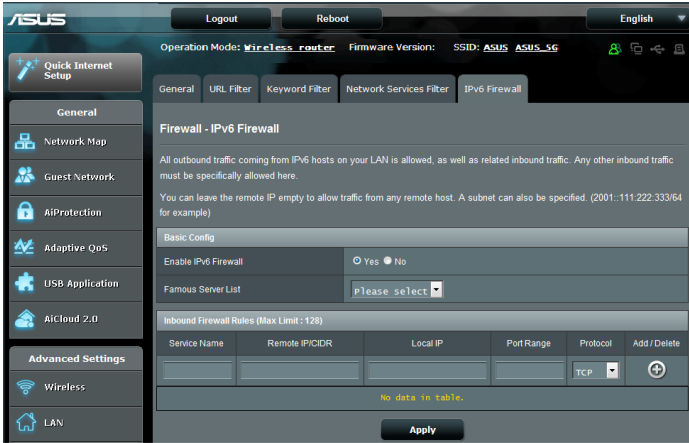 ASUS
Logout
Reboot
English
Operation Mode: Wireless router Firmware Version: SSID: ASUS ASUS_5G
Quick Internet
Setup
General
Network Map
Guest Network
AiProtection
Adaptive QoS
USB Application
AiCloud 2.0
Advanced Settings
Wireless
LAN
General URL Filter Keyword Filter Network Services Filter IPv6 Firewall
Firewall - IPv6 Firewall
All outbound traffic coming from IPv6 hosts on your LAN is allowed, as well as related inbound traffic. Any other inbound traffic
must be specifically allowed here.
You can leave the remote IP empty to allow traffic from any remote host. A subnet can also be specified. (2001::111:222:333/64
for example)
Basic Config
Enable IPv6 Firewall Yes No
Famous Server List Please select
Inbound Firewall Rules (Max Limit : 128)
Service Name Remote IP/CIDR Local IP Port Range Protocol Add / Delete
TCP
No data in table.
Apply